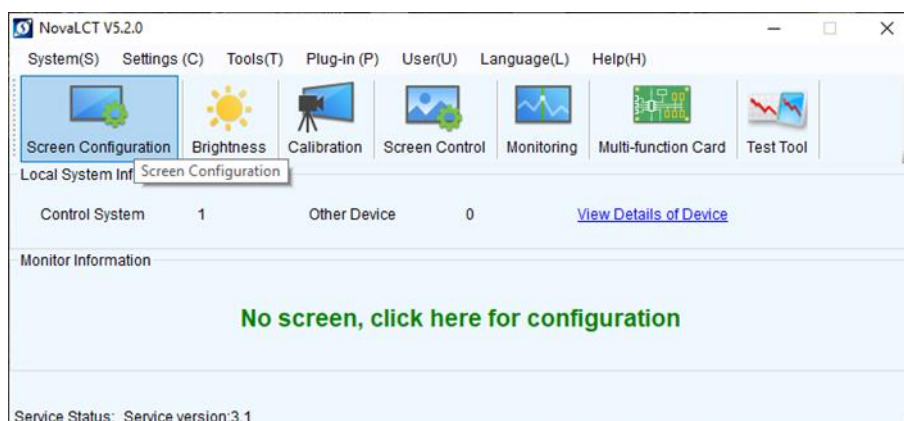 NovaLCT V5.2.0
System(S) Settings (C) Tools(T) Plug-in (P) User(U) Language(L) Help(H)
Screen Configuration Brightness Calibration Screen Control Monitoring Multi-function Card Test Tool
Local System Inf Screen Configuration
Control System 1 Other Device 0 View Details of Device
Monitor Information
No screen, click here for configuration
Service Status: Service version:3.1